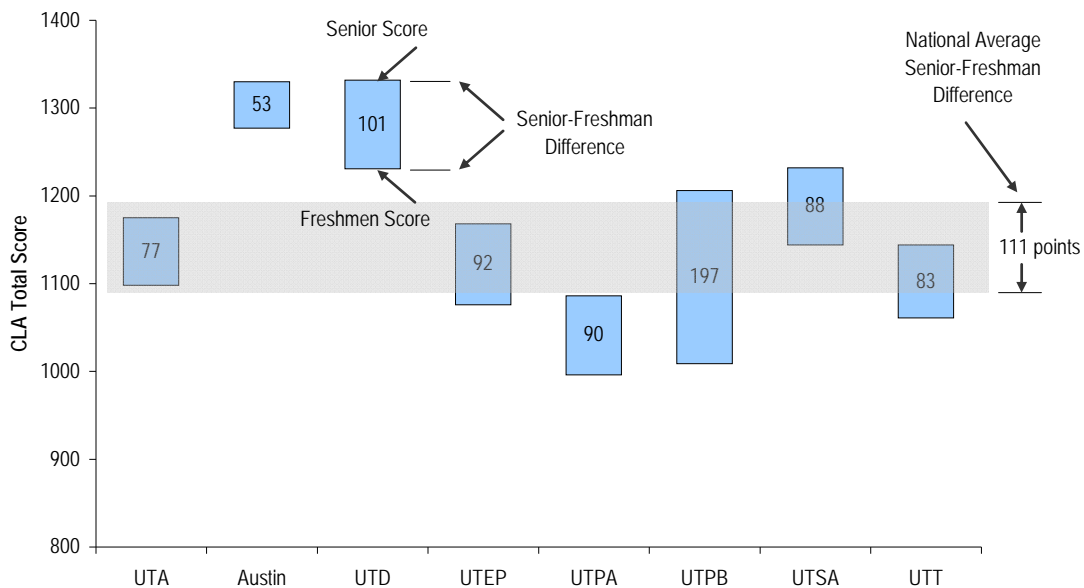 1400
1300
1200
1100
1000
900
800
CLA Total Score
Senior Score
Senior-Freshman
Difference
Freshmen Score
National Average
Senior-Freshman
Difference
111 points
77
53
101
92
90
197
88
83
UTA Austin UTD UTEP UTPA UTPB UTSA UTT